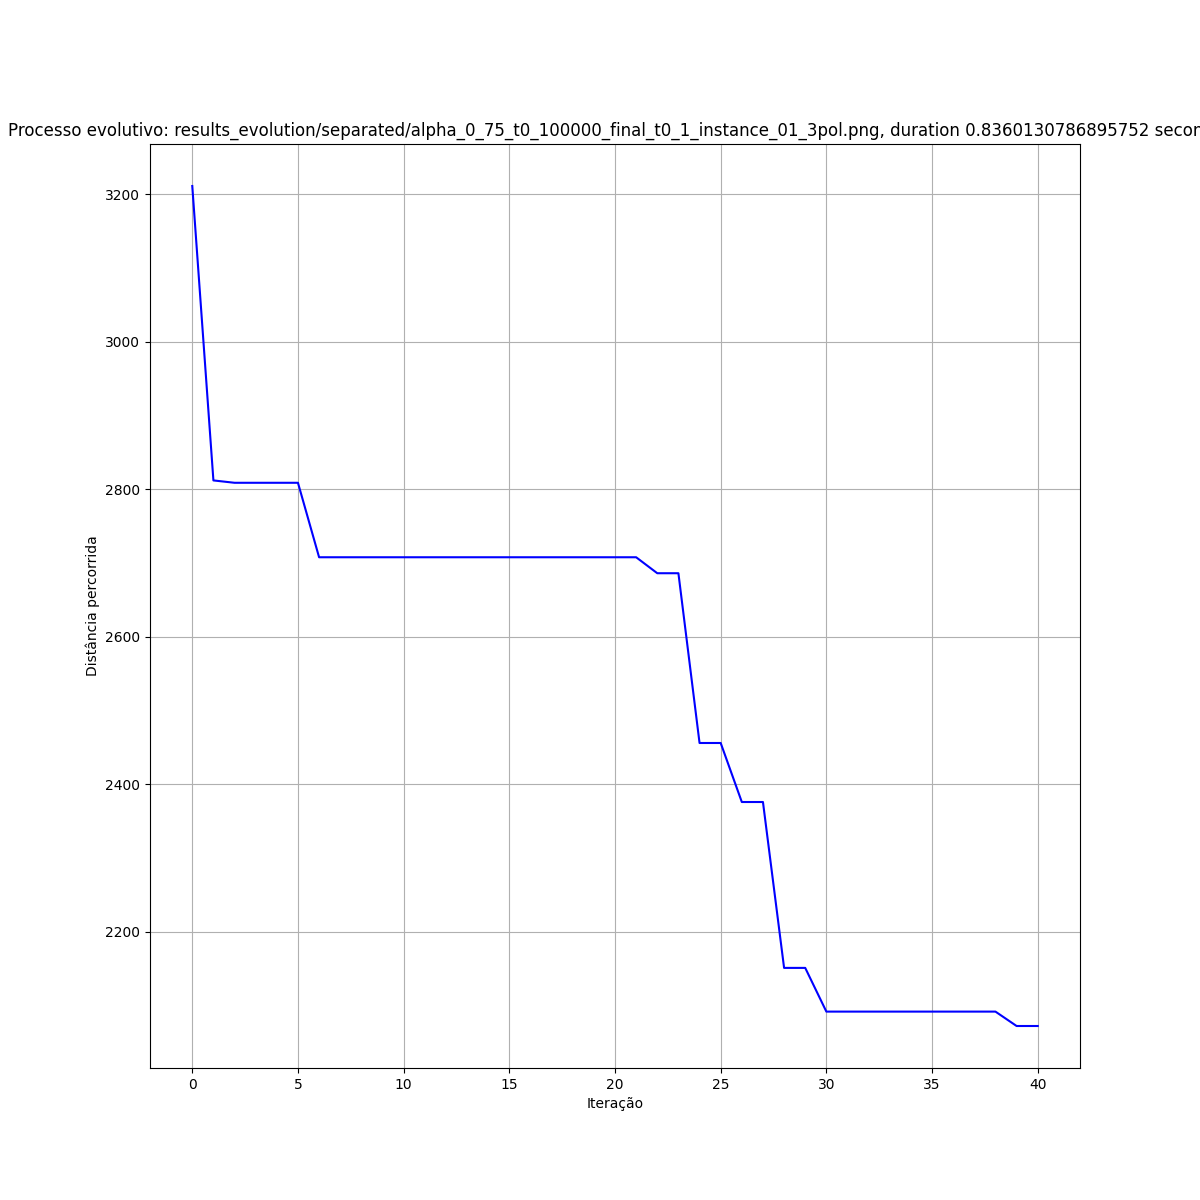 Processo evolutivo: results_evolution/separated/alpha_0_75_t0_100000_final_t0_1_instance_01_3pol.png, duration 0.8360130786895752 secon
3200
3000
2800
2600
2400
2200
Distância percorrida
0 5 10 15 20 25 30 35 40
Iteração